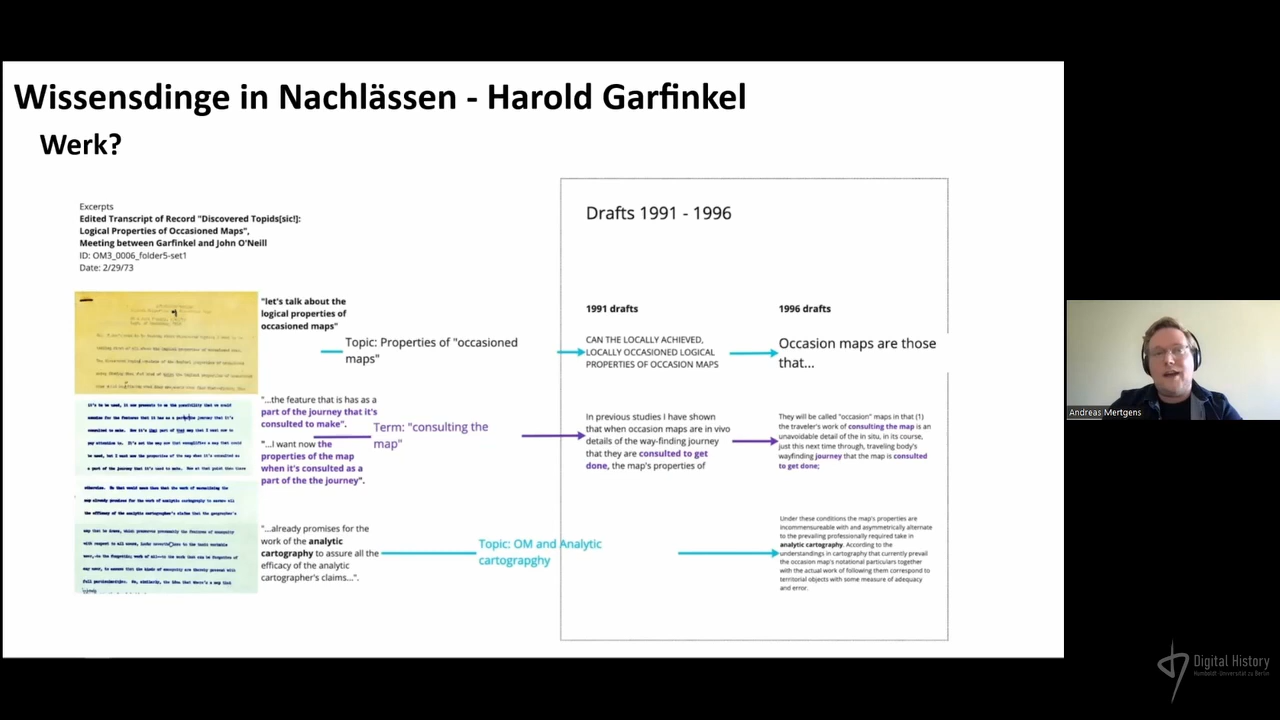 Wissensdinge in Nachlässen - Harold Garfinkel
Werk?
Excerpts
Edited Transcript of Record "Discovered Topids[sic!]:
Logical Properties of Occasioned Maps",
Meeting between Garfinkel and John O'Neill
ID: OM3_0006_folder5-set1
Date: 2/29/73
"let's talk about the
logical properties of
occasioned maps"
Topic: Properties of "occasioned
maps"
"...the feature that is has as a
part of the journey that it's
consulted to make".
"...I want now the
properties of the map
when it's consulted as a
part of the the journey".
Term: "consulting the
map"
"...already promises for the
work of the analytic
cartography to assure all the
efficacy of the analytic
cartographer's claims...".
Topic: OM and Analytic
cartograpghy
Drafts 1991 - 1996
1991 drafts
CAN THE LOCALLY ACHIEVED,
LOCALLY OCCASIONED LOGICAL
PROPERTIES OF OCCASION MAPS
In previous studies I have shown
that when occasion maps are in vivo
details of the way-finding journey
that they are consulted to get
done, the map's properties of
1996 drafts
Occasion maps are those
that...
They will be called "occasion" maps in that (1)
the traveler's work of consulting the map is an
unavoidable detail of the in situ, in its course,
just this next time through, traveling body's
wayfinding journey that the map is consulted
to get done;
Under these conditions the map's properties are
incommensureable with and asymmetrically alternate
to the prevailing professionally required take in
analytic cartography. According to the
understandings in cartography that currently prevail
the occasion map's notational particulars together
with the actual work of following them correspond to
territorial objects with some measure of adequacy
and error.
Andreas Mertgens
Digital History
Humboldt-Universität zu Berlin